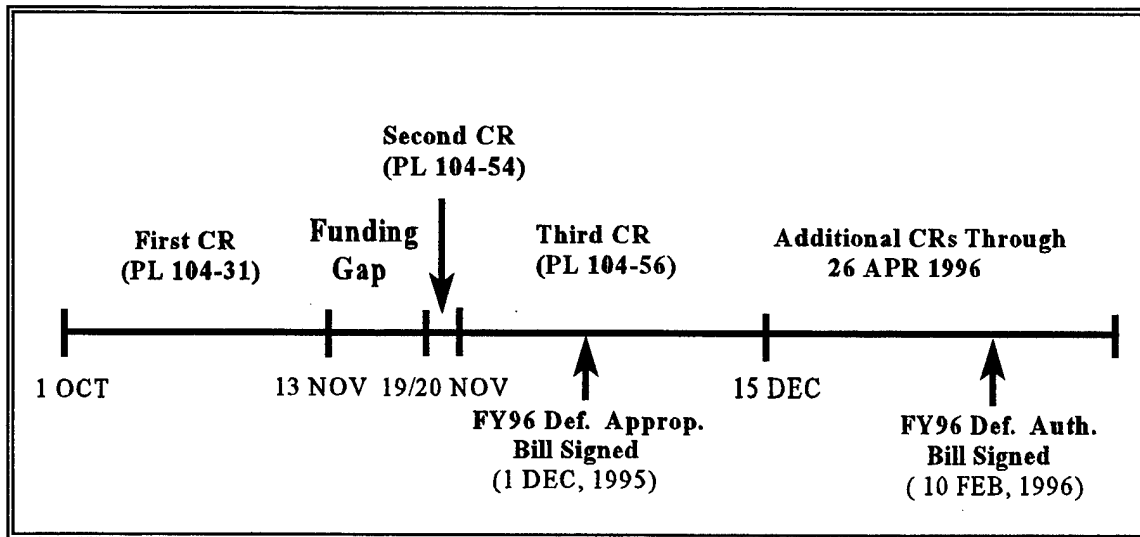 Second CR
(PL 104-54)
First CR
(PL 104-31)
Funding
Gap
Third CR
(PL 104-56)
Additional CRs Through
26 APR 1996
1 OCT
13 NOV
19/20 NOV
15 DEC
FY96 Def. Approp.
Bill Signed
(1 DEC, 1995)
FY96 Def. Auth.
Bill Signed
( 10 FEB, 1996)